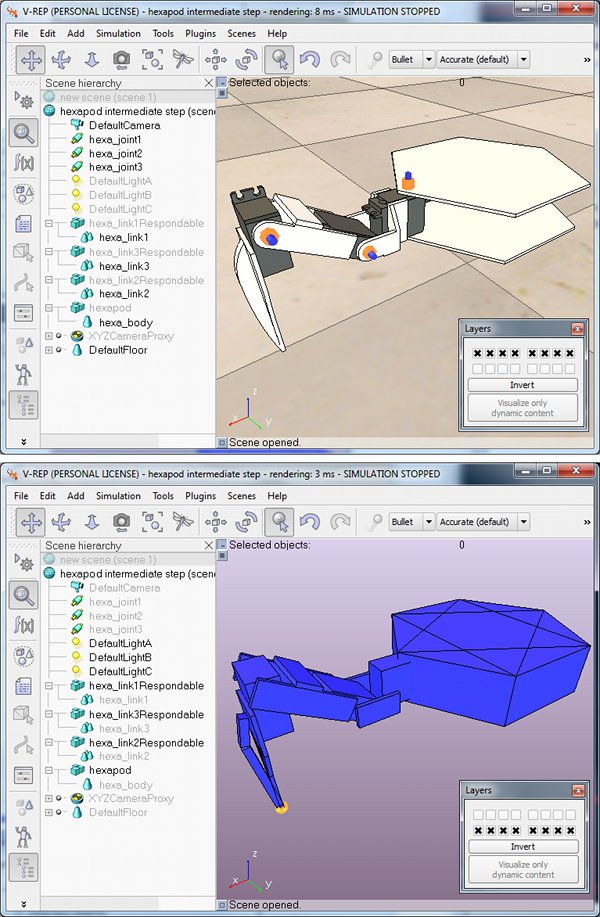 V-REP (PERSONAL LICENSE) - hexapod intermediate step - rendering: 8 ms - SIMULATION STOPPED
File Edit Add Simulation Tools Plugins Scenes Help
Bullet Accurate (default) »
Scene hierarchy
Selected objects: 0
new scene (scene 1)
hexapod intermediate step (scen
DefaultCamera
hexa_joint1
hexa_joint2
hexa_joint3
DefaultLightA
DefaultLightB
DefaultLightC
hexa_link1Respondable
hexa_link1
hexa_link3Respondable
hexa_link3
hexa_link2Respondable
hexa_link2
hexapod
hexa_body
XYZCameraProxy
DefaultFloor
f(x)
Layers
Invert
Visualize only
dynamic content
z
x
y
Scene opened.
V-REP (PERSONAL LICENSE) - hexapod intermediate step - rendering: 3 ms - SIMULATION STOPPED
File Edit Add Simulation Tools Plugins Scenes Help
Bullet Accurate (default) »
Scene hierarchy
Selected objects: 0
new scene (scene 1)
hexapod intermediate step (scen
DefaultCamera
hexa_joint1
hexa_joint2
hexa_joint3
DefaultLightA
DefaultLightB
DefaultLightC
hexa_link1Respondable
hexa_link1
hexa_link3Respondable
hexa_link3
hexa_link2Respondable
hexa_link2
hexapod
hexa_body
XYZCameraProxy
DefaultFloor
f(x)
Layers
Invert
Visualize only
dynamic content
z
x
y
Scene opened.